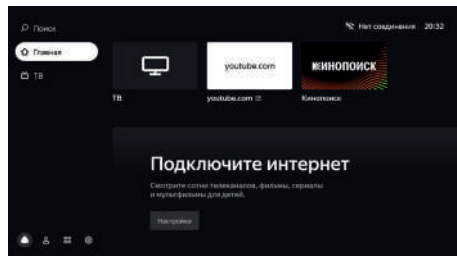 Поиск
Нет соединения 20:32
Главная
ТВ
youtube.com
КИНОПОИСК
ТВ
youtube.com
Кинопоиск
Подключите интернет
Смотрите сотни телеканалов, фильмы, сериалы
и мультфильмы для детей.
Настройки